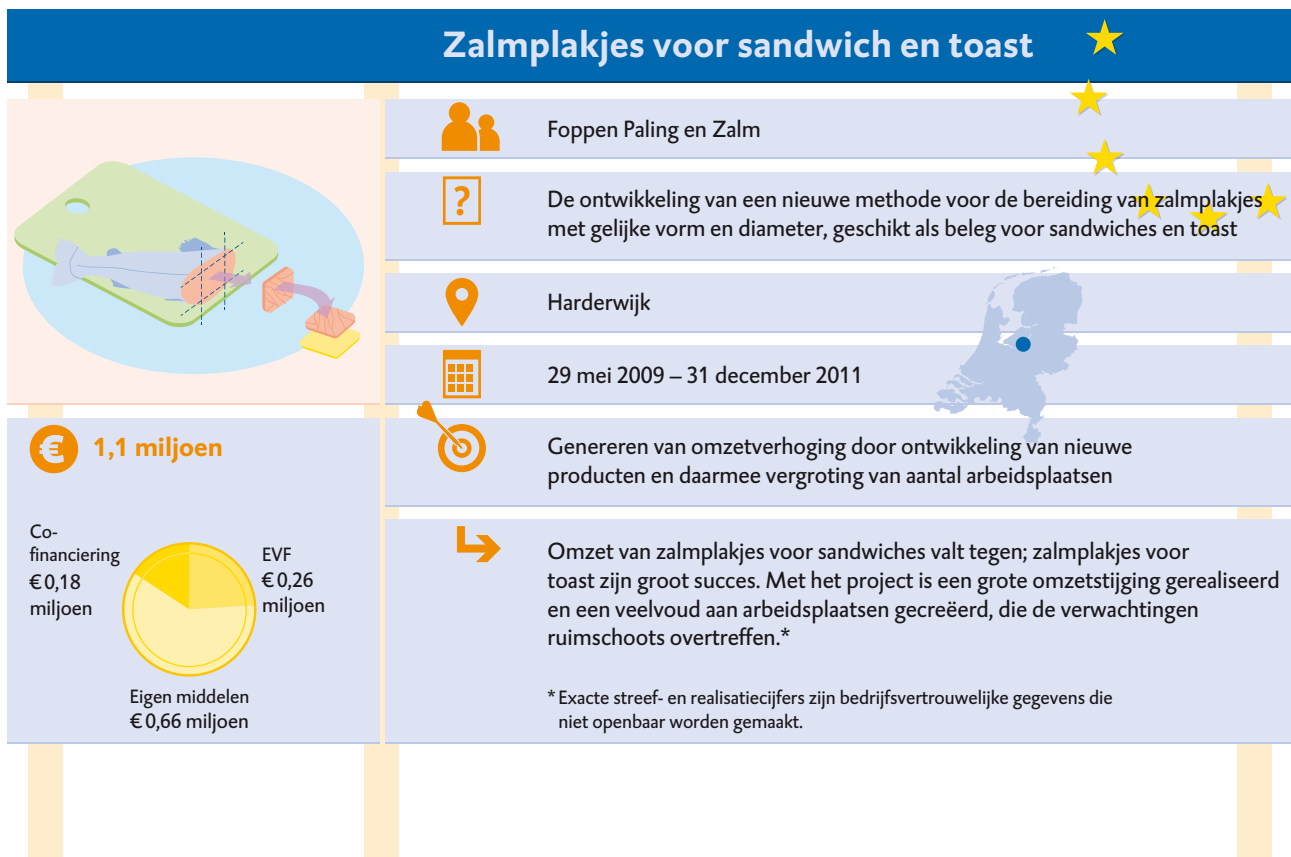 Zalmplakjes voor sandwich en toast
Foppen Paling en Zalm
?
De ontwikkeling van een nieuwe methode voor de bereiding van zalmplakjes
met gelijke vorm en diameter, geschikt als beleg voor sandwiches en toast
Harderwijk
29 mei 2009 – 31 december 2011
€ 1,1 miljoen
Genereren van omzetverhoging door ontwikkeling van nieuwe
producten en daarmee vergroting van aantal arbeidsplaatsen
Co-
financiering
€ 0,18
miljoen
EVF
€ 0,26
miljoen
Eigen middelen
€ 0,66 miljoen
Omzet van zalmplakjes voor sandwiches valt tegen; zalmplakjes voor
toast zijn groot succes. Met het project is een grote omzetstijging gerealiseerd
en een veelvoud aan arbeidsplaatsen gecreëerd, die de verwachtingen
ruimschoots overtreffen.*
* Exacte streef- en realisatiecijfers zijn bedrijfsvertrouwelijke gegevens die
niet openbaar worden gemaakt.